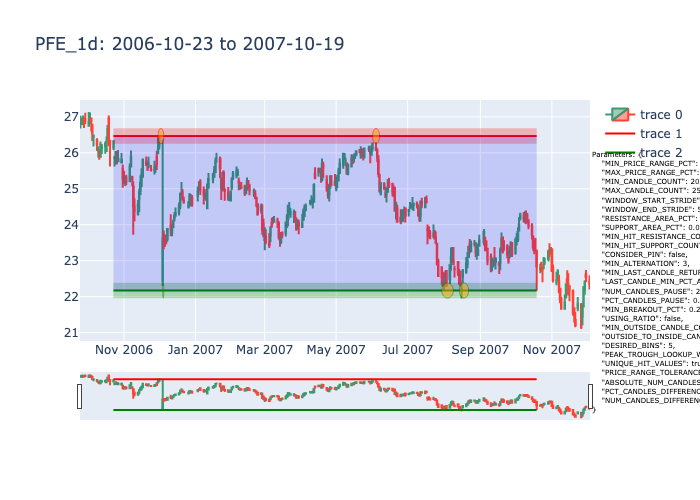 PFE_1d: 2006-10-23 to 2007-10-19
27
26
25
24
23
22
21
Nov 2006 Jan 2007 Mar 2007 May 2007 Jul 2007 Sep 2007 Nov 2007
trace 0
trace 1
trace 2
Parameters: {
"MIN_PRICE_RANGE_PCT":
"MAX_PRICE_RANGE_PCT":
"MIN_CANDLE_COUNT": 20
"MAX_CANDLE_COUNT": 25
"WINDOW_START_STRIDE":
"WINDOW_END_STRIDE": 5
"RESISTANCE_AREA_PCT":
"SUPPORT_AREA_PCT": 0.0
"MIN_HIT_RESISTANCE_CO
"MIN_HIT_SUPPORT_COUNT
"CONSIDER_PIN": false,
"MIN_ALTERNATION": 3,
"MIN_LAST_CANDLE_RETUR
"LAST_CANDLE_MIN_PCT_A
"NUM_CANDLES_PAUSE": 2
"PCT_CANDLES_PAUSE": 0.
"MIN_BREAKOUT_PCT": 0.2
"USING_RATIO": false,
"MIN_OUTSIDE_CANDLE_CO
"OUTSIDE_TO_INSIDE_CAN
"DESIRED_BINS": 5,
"PEAK_TROUGH_LOOKUP_W
"UNIQUE_HIT_VALUES": tru
"PRICE_RANGE_TOLERANC
"ABSOLUTE_NUM_CANDLES
"PCT_CANDLES_DIFFERENC
"NUM_CANDLES_DIFFEREN
}